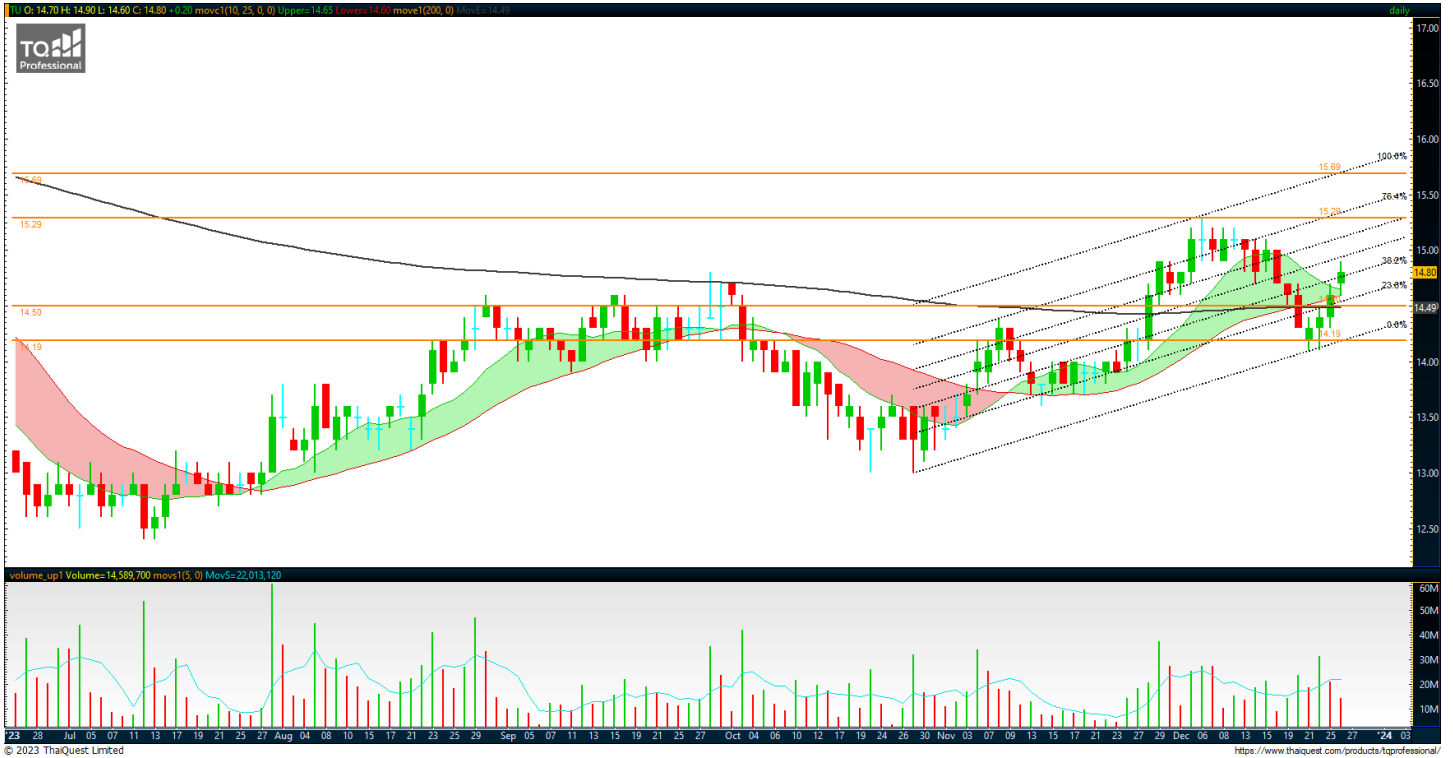 TU O: 14.70 H: 14.90 L: 14.60 C: 14.80 +0.20 movc1(10, 25, 0, 0) Upper=14.65 Lower=14.60 move1(200, 0) MovE=14.49 daily
TQ
Professional
17.00
16.50
16.00
100.0%
15.69 15.69
76.4%
15.50
15.29 15.29
15.00
38.2%
14.80
23.6%
14.50
14.49
0.0%
14.19 14.19
14.00
13.50
13.00
12.50
volume_up1 Volume=14,589,700 movs1(5, 0) MovS=22,013,120
60M
50M
40M
30M
20M
10M
'23 28 Jul 05 07 11 13 17 19 21 25 27 Aug 04 08 10 15 17 21 23 25 29 Sep 05 07 11 13 15 19 21 25 27 Oct 04 06 10 12 16 18 20 24 26 30 Nov 03 07 09 13 15 17 21 23 27 29 Dec 06 08 13 15 19 21 25 27 '24 03
© 2023 ThaiQuest Limited https://www.thaiquest.com/products/tqprofessional/